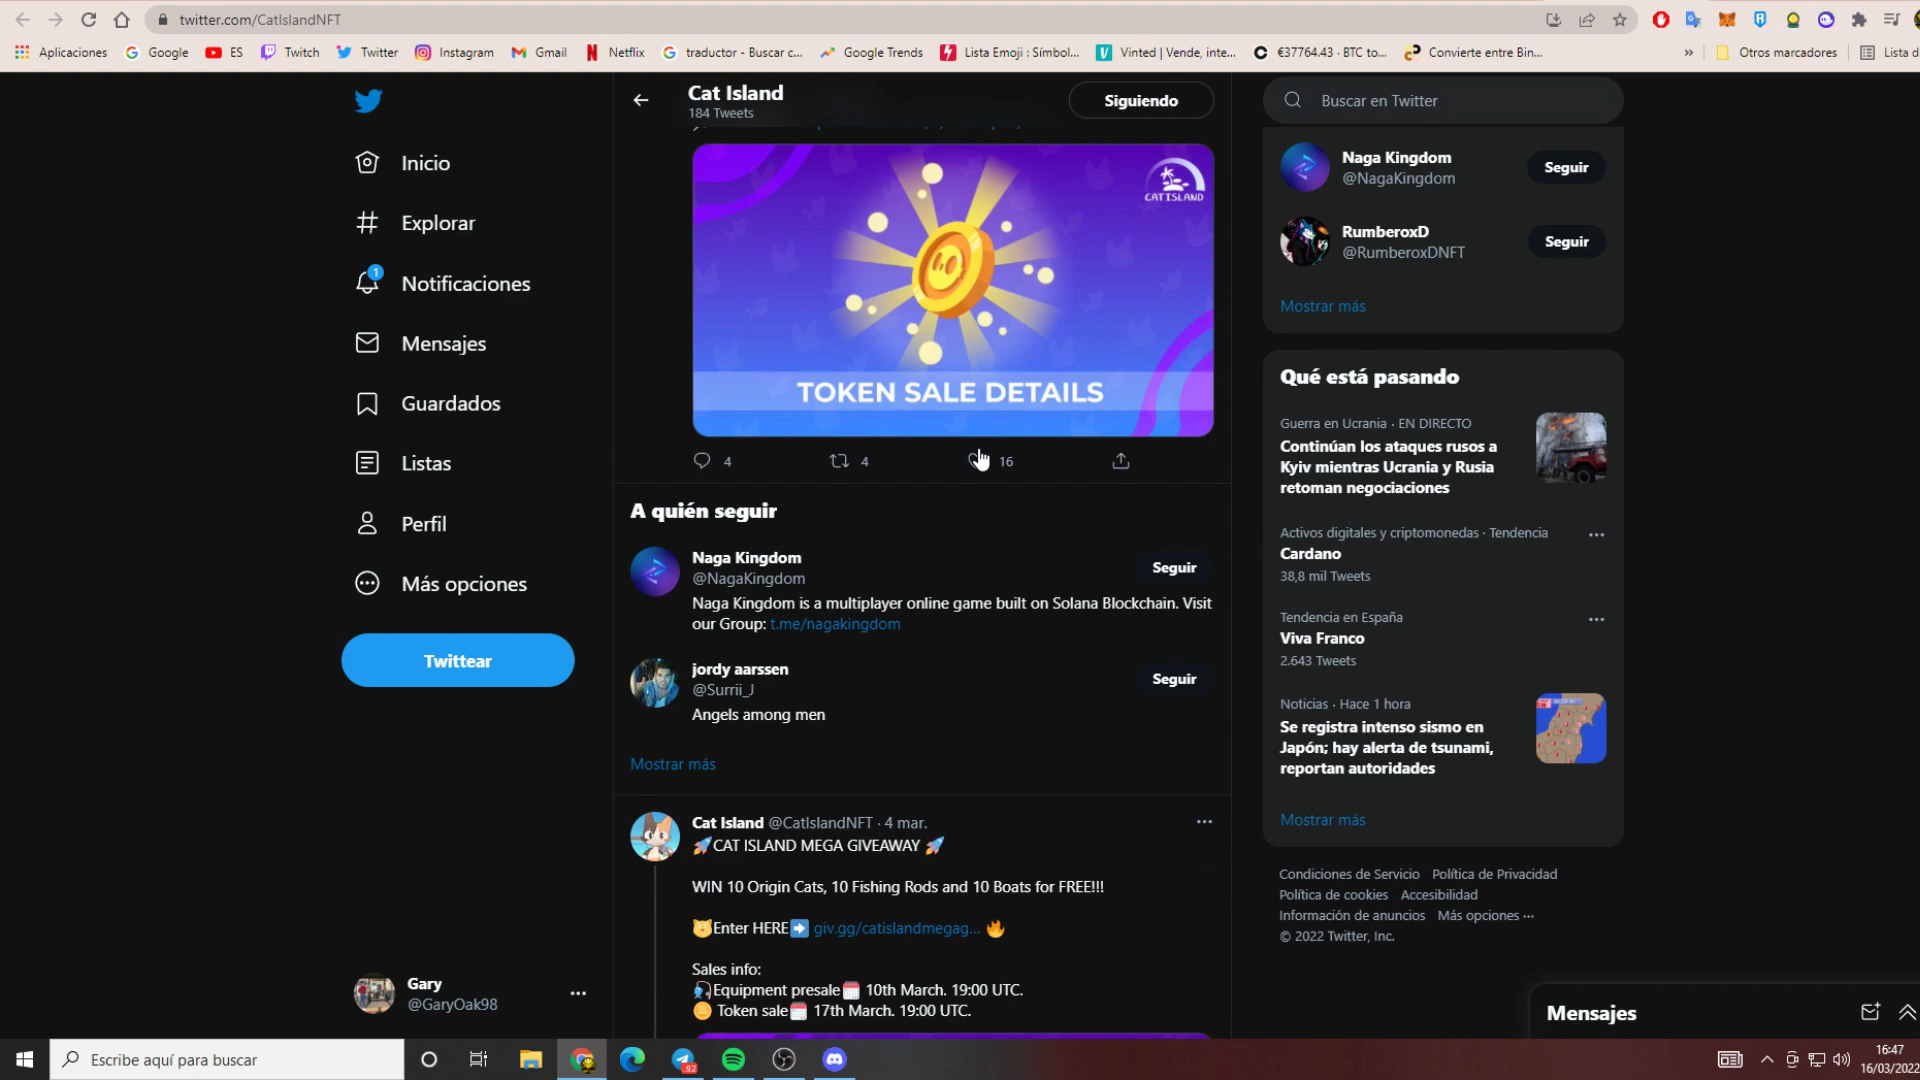 twitter.com/CatIslandNFT
Aplicaciones
Google
ES
Twitch
Twitter
Instagram
Gmail
Netflix
traductor - Buscar c...
Google Trends
Lista Emoji : Símbol...
Vinted | Vende, inte...
€37764.43 · BTC to...
Convierte entre Bin...
»
Otros marcadores
Lista d
Inicio
Explorar
1
Notificaciones
Mensajes
Guardados
Listas
Perfil
Más opciones
Twittear
Gary
@GaryOak98
Cat Island
184 Tweets
Siguiendo
CATISLAND
TOKEN SALE DETAILS
4
4
16
A quién seguir
Naga Kingdom
@NagaKingdom
Seguir
Naga Kingdom is a multiplayer online game built on Solana Blockchain. Visit
our Group: t.me/nagakingdom
jordy aarssen
@Surrii_J
Seguir
Angels among men
Mostrar más
Cat Island @CatIslandNFT · 4 mar.
🚀CAT ISLAND MEGA GIVEAWAY 🚀
WIN 10 Origin Cats, 10 Fishing Rods and 10 Boats for FREE!!!
🐱Enter HERE➡️ giv.gg/catislandmegag... 🔥
Sales info:
🎣Equipment presale🗓️ 10th March. 19:00 UTC.
🪙 Token sale🗓️ 17th March. 19:00 UTC.
Buscar en Twitter
Naga Kingdom
@NagaKingdom
Seguir
RumberoxD
@RumberoxDNFT
Seguir
Mostrar más
Qué está pasando
Guerra en Ucrania · EN DIRECTO
Continúan los ataques rusos a
Kyiv mientras Ucrania y Rusia
retoman negociaciones
Activos digitales y criptomonedas · Tendencia
Cardano
38,8 mil Tweets
Tendencia en España
Viva Franco
2.643 Tweets
Noticias · Hace 1 hora
Se registra intenso sismo en
Japón; hay alerta de tsunami,
reportan autoridades
Mostrar más
Condiciones de Servicio Política de Privacidad
Política de cookies Accesibilidad
Información de anuncios Más opciones ···
© 2022 Twitter, Inc.
Mensajes
Escribe aquí para buscar
92
16:47
16/03/2022